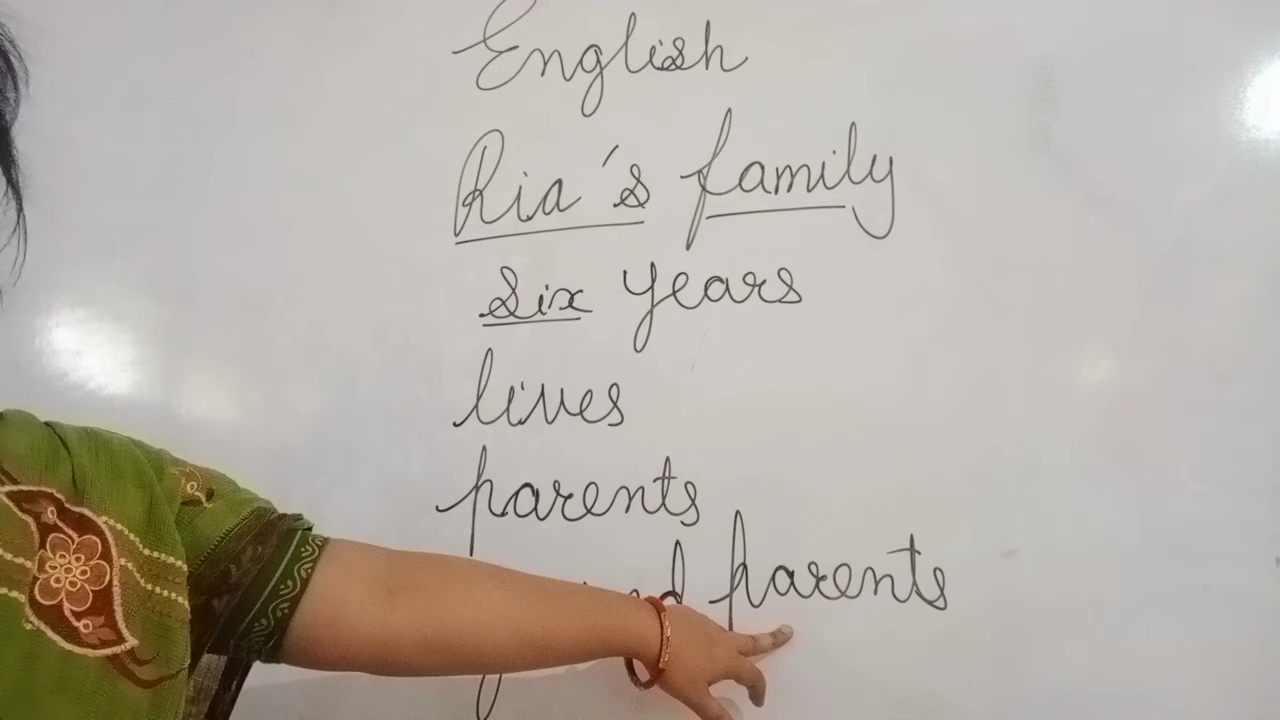 English
Ria's family
Six years
lives
parents
parents